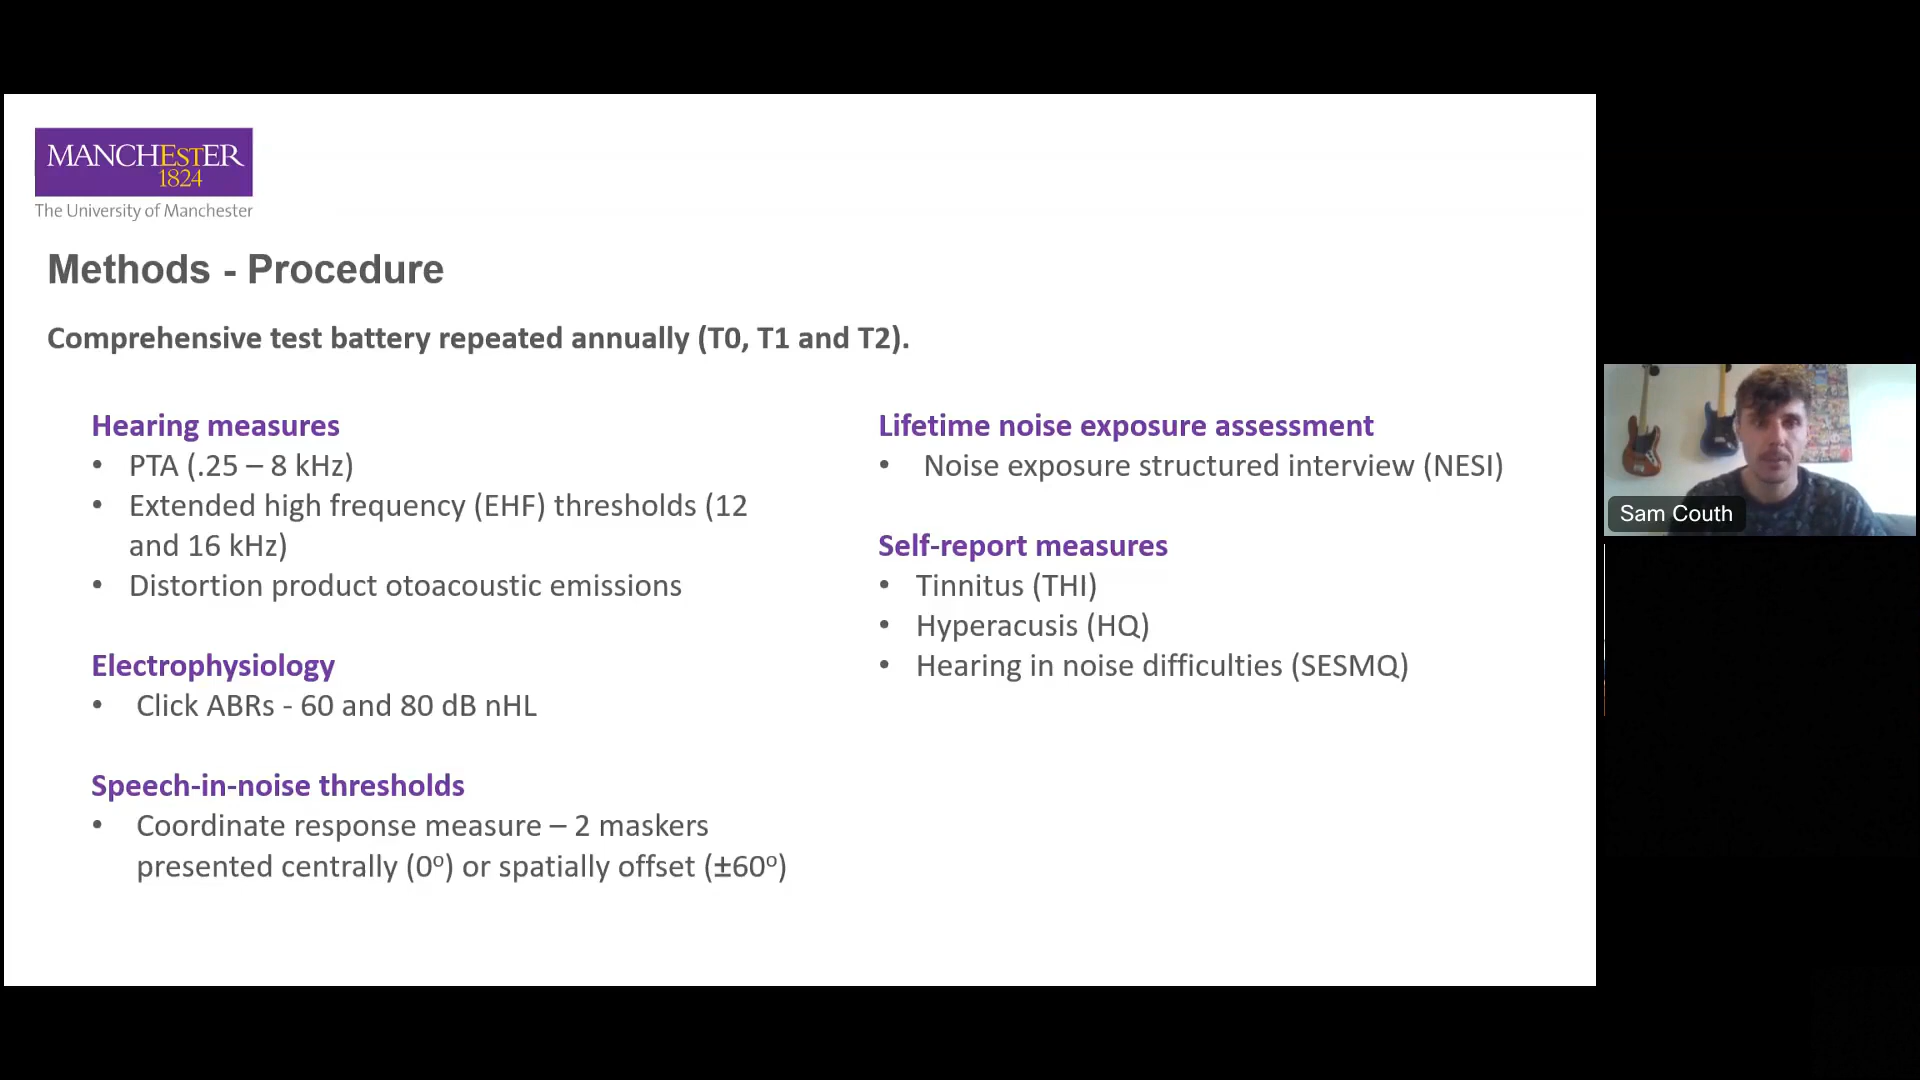 MANCHESTER
1824
The University of Manchester
Methods - Procedure
Comprehensive test battery repeated annually (T0, T1 and T2).
Hearing measures
• PTA (.25 – 8 kHz)
• Extended high frequency (EHF) thresholds (12
and 16 kHz)
• Distortion product otoacoustic emissions
Electrophysiology
• Click ABRs - 60 and 80 dB nHL
Speech-in-noise thresholds
• Coordinate response measure – 2 maskers
presented centrally (0º) or spatially offset (±60º)
Lifetime noise exposure assessment
• Noise exposure structured interview (NESI)
Self-report measures
• Tinnitus (THI)
• Hyperacusis (HQ)
• Hearing in noise difficulties (SESMQ)
Sam Couth